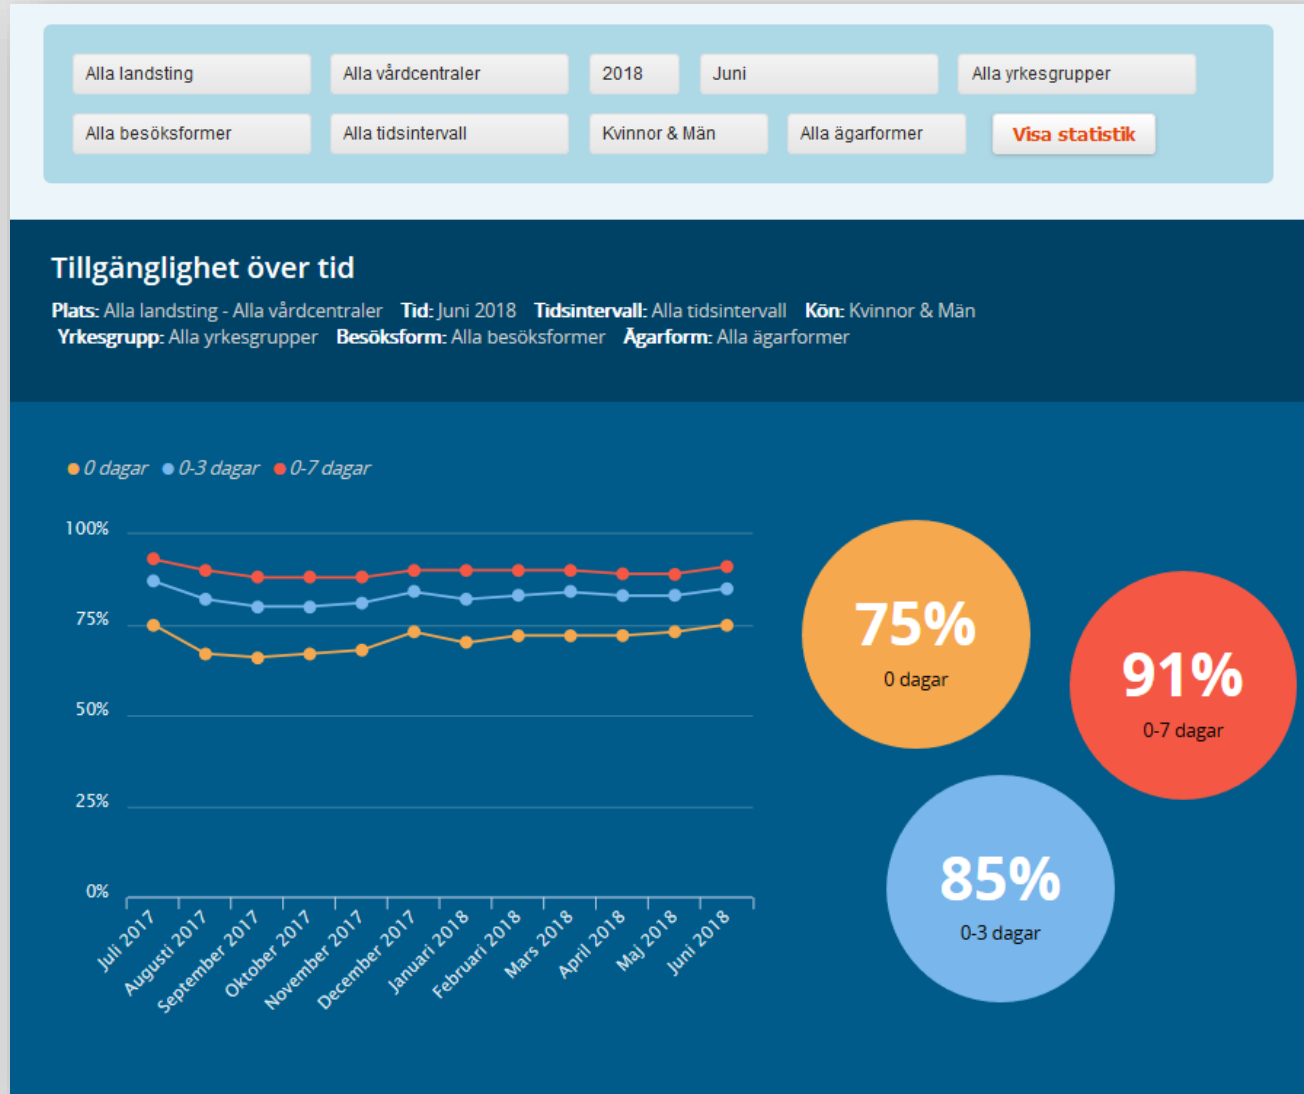 Alla landsting Alla vårdcentraler 2018 Juni Alla yrkesgrupper
Alla besöksformer Alla tidsintervall Kvinnor & Män Alla ägarformer Visa statistik
Tillgänglighet över tid
Plats: Alla landsting - Alla vårdcentraler Tid: Juni 2018 Tidsintervall: Alla tidsintervall Kön: Kvinnor & Män
Yrkesgrupp: Alla yrkesgrupper Besöksform: Alla besöksformer Ägarform: Alla ägarformer
0 dagar 0-3 dagar 0-7 dagar
100%
75%
50%
25%
0%
Juli 2017
Augusti 2017
September 2017
Oktober 2017
November 2017
December 2017
Januari 2018
Februari 2018
Mars 2018
April 2018
Maj 2018
Juni 2018
75%
0 dagar
91%
0-7 dagar
85%
0-3 dagar